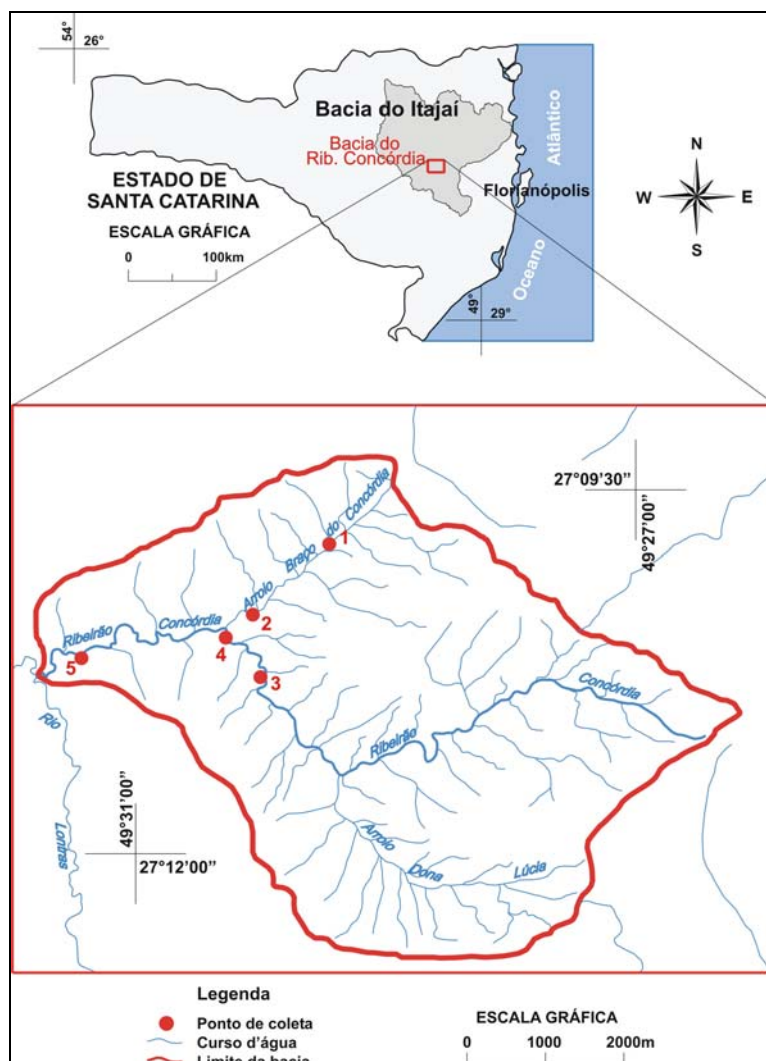 54°
26°
Bacia do Itajaí
Bacia do
Rib. Concórdia
ESTADO DE
SANTA CATARINA
Florianópolis
Atlântico
Oceano
ESCALA GRÁFICA
0 100km
49°
29°
N
W E
S
27°09'30"
49°27'00"
Arroio Braço do Concórdia
1
2
Ribeirão Concórdia
4
5
3
Ribeirão Concórdia
Rio Lontras
49°31'00"
27°12'00"
Arroio Dona Lúcia
Legenda
Ponto de coleta
Curso d'água
Limite da bacia
ESCALA GRÁFICA
0 1000 2000m